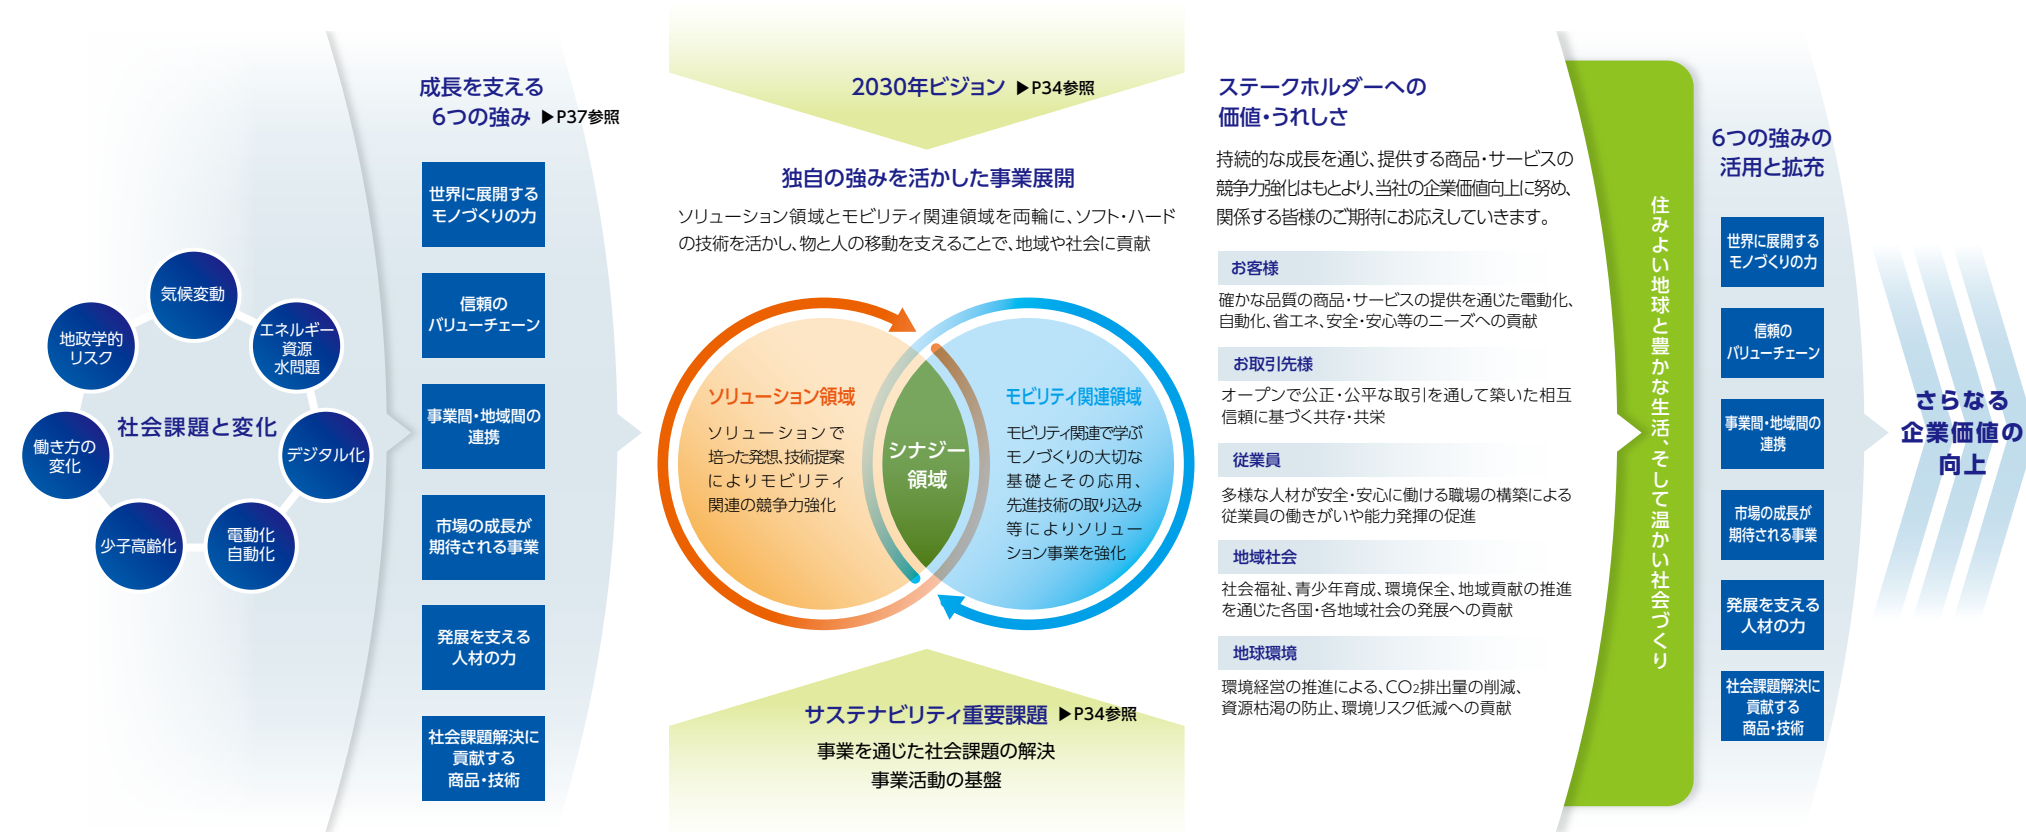 気候変動
地政学的
リスク
エネルギー
資源
水問題
社会課題と変化
働き方の
変化
デジタル化
少子高齢化
電動化
自動化
成長を支える
6つの強み ▶P37参照
世界に展開する
モノづくりの力
信頼の
バリューチェーン
事業間・地域間の
連携
市場の成長が
期待される事業
発展を支える
人材の力
社会課題解決に
貢献する
商品・技術
2030年ビジョン ▶P34参照
独自の強みを活かした事業展開
ソリューション領域とモビリティ関連領域を両輪に、ソフト・ハード
の技術を活かし、物と人の移動を支えることで、地域や社会に貢献
ソリューション領域
ソリューションで
培った発想、技術提案
によりモビリティ
関連の競争力強化
シナジー
領域
モビリティ関連領域
モビリティ関連で学ぶ
モノづくりの大切な
基礎とその応用、
先進技術の取り込み
等によりソリュー
ション事業を強化
サステナビリティ重要課題 ▶P34参照
事業を通じた社会課題の解決
事業活動の基盤
ステークホルダーへの
価値・うれしさ
持続的な成長を通じ、提供する商品・サービスの
競争力強化はもとより、当社の企業価値向上に努め、
関係する皆様のご期待にお応えしていきます。
お客様
確かな品質の商品・サービスの提供を通じた電動化、
自動化、省エネ、安全・安心等のニーズへの貢献
お取引先様
オープンで公正・公平な取引を通して築いた相互
信頼に基づく共存・共栄
従業員
多様な人材が安全・安心に働ける職場の構築による
従業員の働きがいや能力発揮の促進
地域社会
社会福祉、青少年育成、環境保全、地域貢献の推進
を通じた各国・各地域社会の発展への貢献
地球環境
環境経営の推進による、CO2排出量の削減、
資源枯渇の防止、環境リスク低減への貢献
住みよい地球と豊かな生活、そして温かい社会づくり
6つの強みの
活用と拡充
世界に展開する
モノづくりの力
信頼の
バリューチェーン
事業間・地域間の
連携
市場の成長が
期待される事業
発展を支える
人材の力
社会課題解決に
貢献する
商品・技術
さらなる
企業価値の
向上